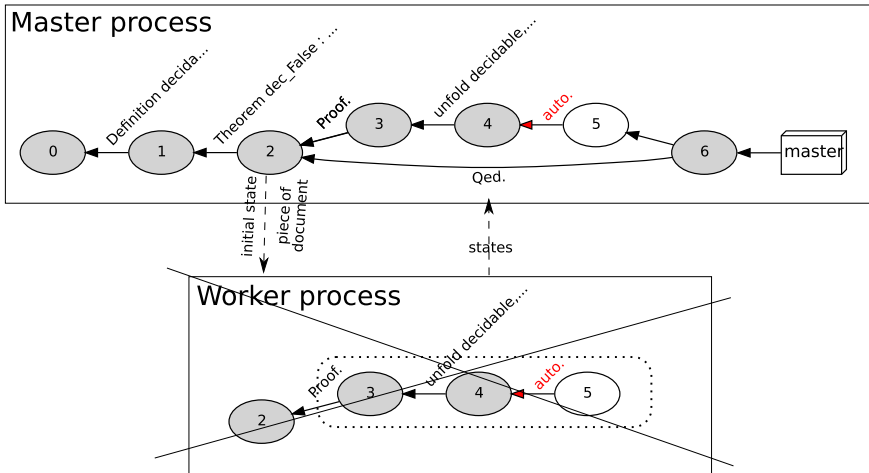 Master process
Definition decida...
Theorem dec_False : ...
Proof.
unfold decidable,...
auto.
0
1
2
3
4
5
6
master
Qed.
initial state
piece of
document
states
Worker process
Proof.
unfold decidable,...
auto.
2
3
4
5